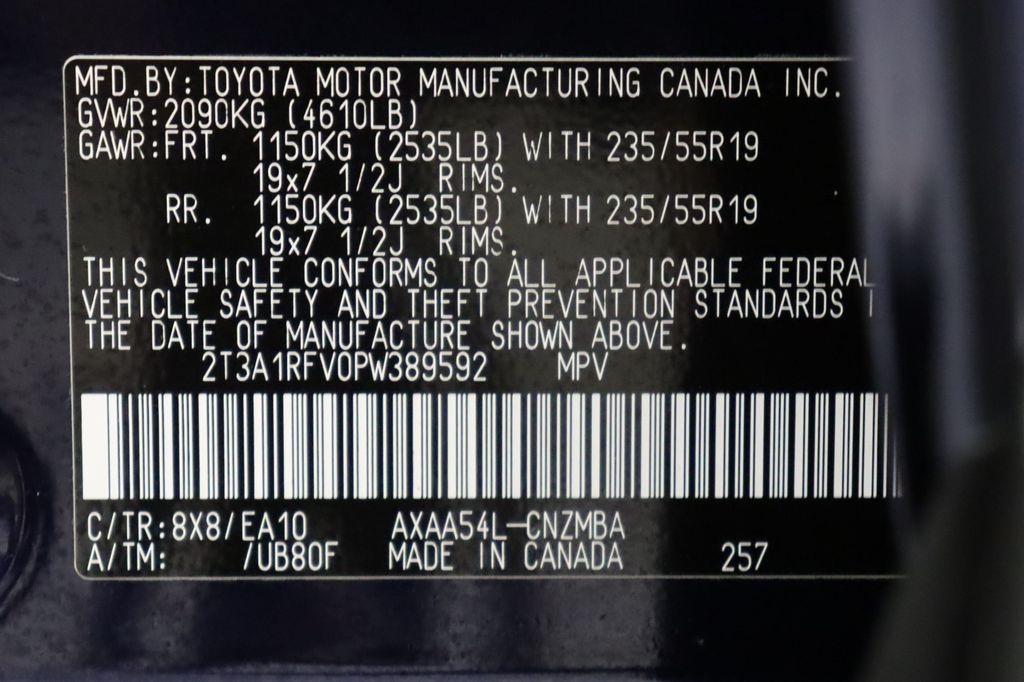 MFD.BY:TOYOTA MOTOR MANUFACTURING CANADA INC.
GVWR:2090KG (4610LB)
GAWR:FRT. 1150KG (2535LB) WITH 235/55R19
19x7 1/2J RIMS.
RR. 1150KG (2535LB) WITH 235/55R19
19x7 1/2J RIMS.
THIS VEHICLE CONFORMS TO ALL APPLICABLE FEDERAL
VEHICLE SAFETY AND THEFT PREVENTION STANDARDS
THE DATE OF MANUFACTURE SHOWN ABOVE.
2T3A1RFV0PW389592 MPV
C/TR:8X8/EA10 AXAA54L-CNZMBA
A/TM: /UB80F MADE IN CANADA 257